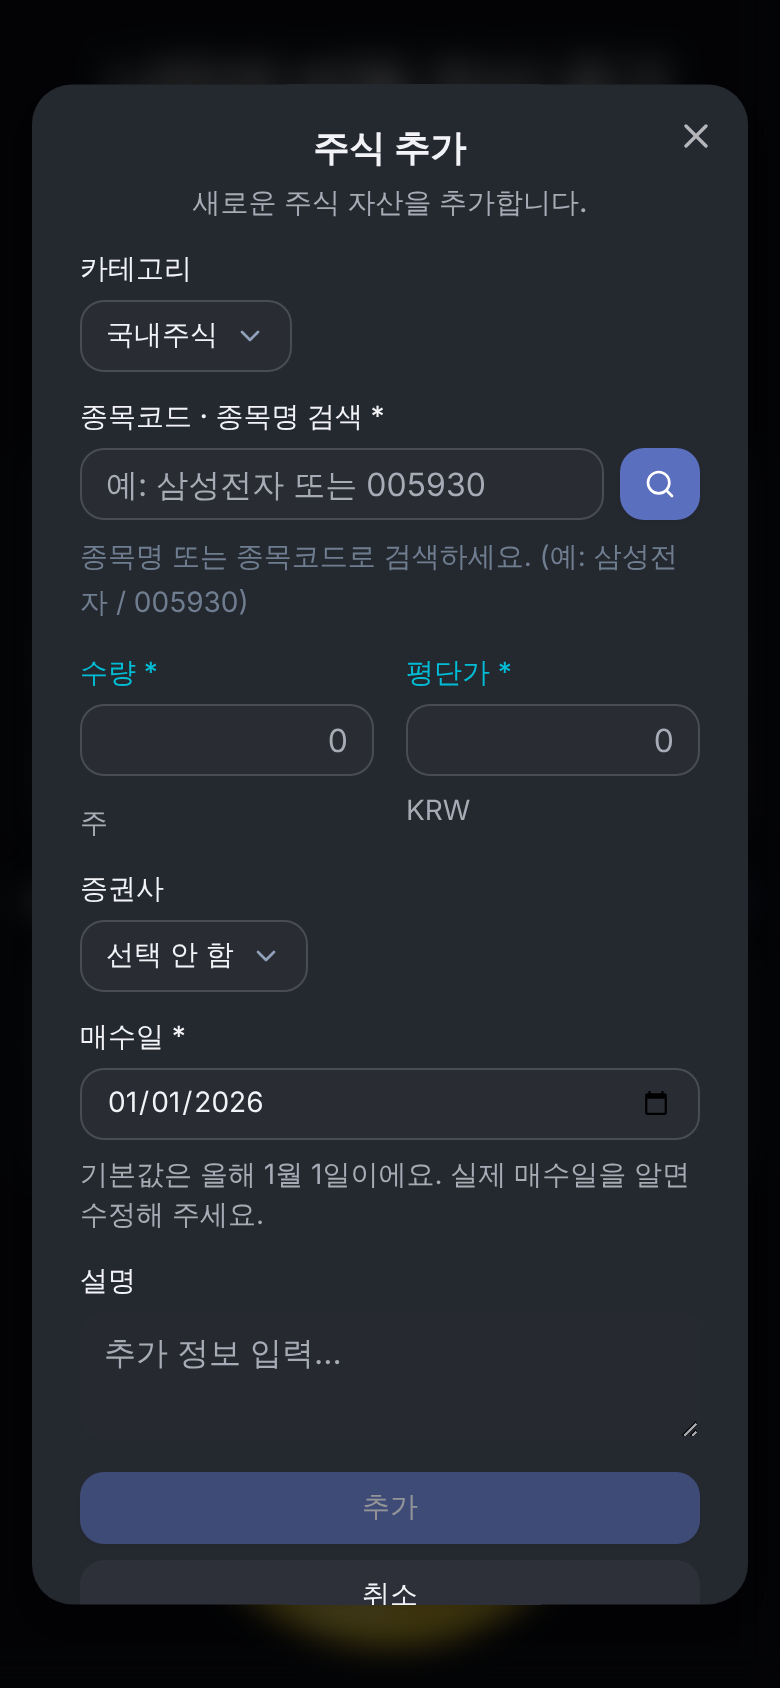 주식 추가
새로운 주식 자산을 추가합니다.
카테고리
국내주식
종목코드 · 종목명 검색 *
예: 삼성전자 또는 005930
종목명 또는 종목코드로 검색하세요. (예: 삼성전
자 / 005930)
수량 *
평단가 *
0
0
주
KRW
증권사
선택 안 함
매수일 *
01/01/2026
기본값은 올해 1월 1일이에요. 실제 매수일을 알면
수정해 주세요.
설명
추가 정보 입력...
추가
취소